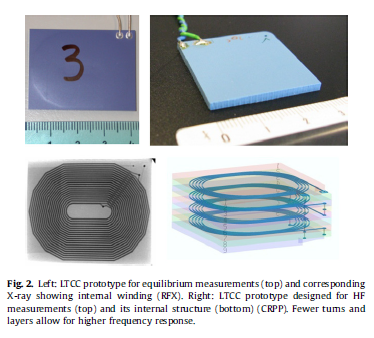 3
0
1
Fig. 2. Left: LTCC prototype for equilibrium measurements (top) and corresponding
X-ray showing internal winding (RFX). Right: LTCC prototype designed for HF
measurements (top) and its internal structure (bottom) (CRPP). Fewer turns and
layers allow for higher frequency response.